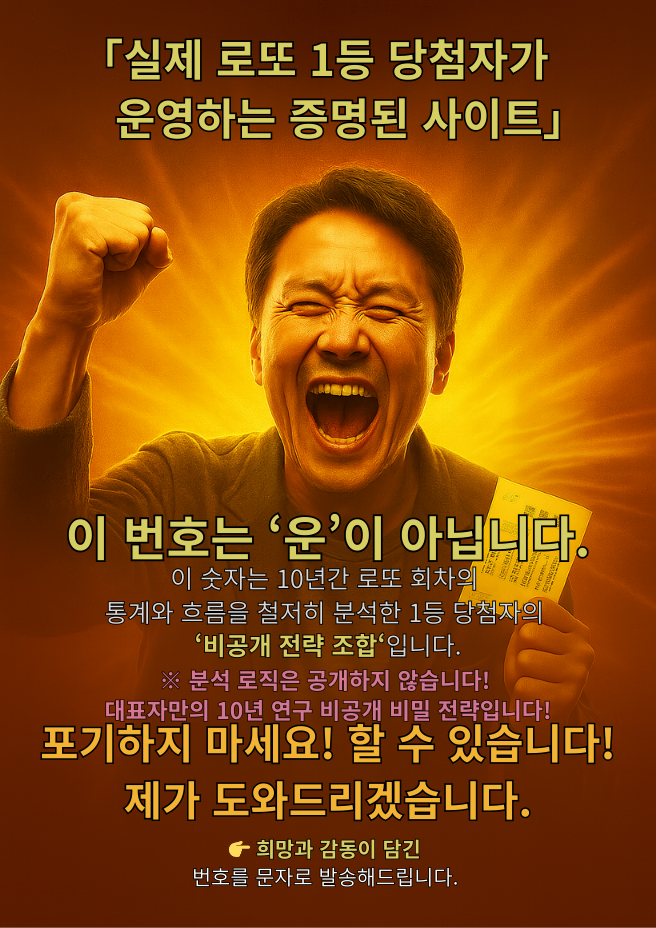 「실제 로또 1등 당첨자가
운영하는 증명된 사이트」
이 번호는 ‘운’이 아닙니다.
이 숫자는 10년간 로또 회차의
통계와 흐름을 철저히 분석한 1등 당첨자의
‘비공개 전략 조합‘입니다.
※ 분석 로직은 공개하지 않습니다!
대표자만의 10년 연구 비공개 비밀 전략입니다!
포기하지 마세요! 할 수 있습니다!
제가 도와드리겠습니다.
👉 희망과 감동이 담긴
번호를 문자로 발송해드립니다.